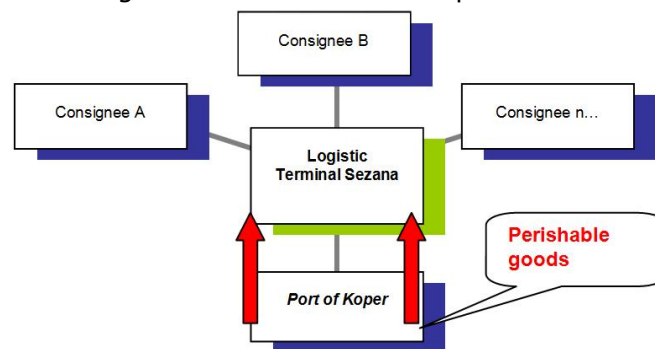 Consignee B
Consignee A
Consignee n...
Logistic
Terminal Sezana
Perishable
goods
Port of Koper